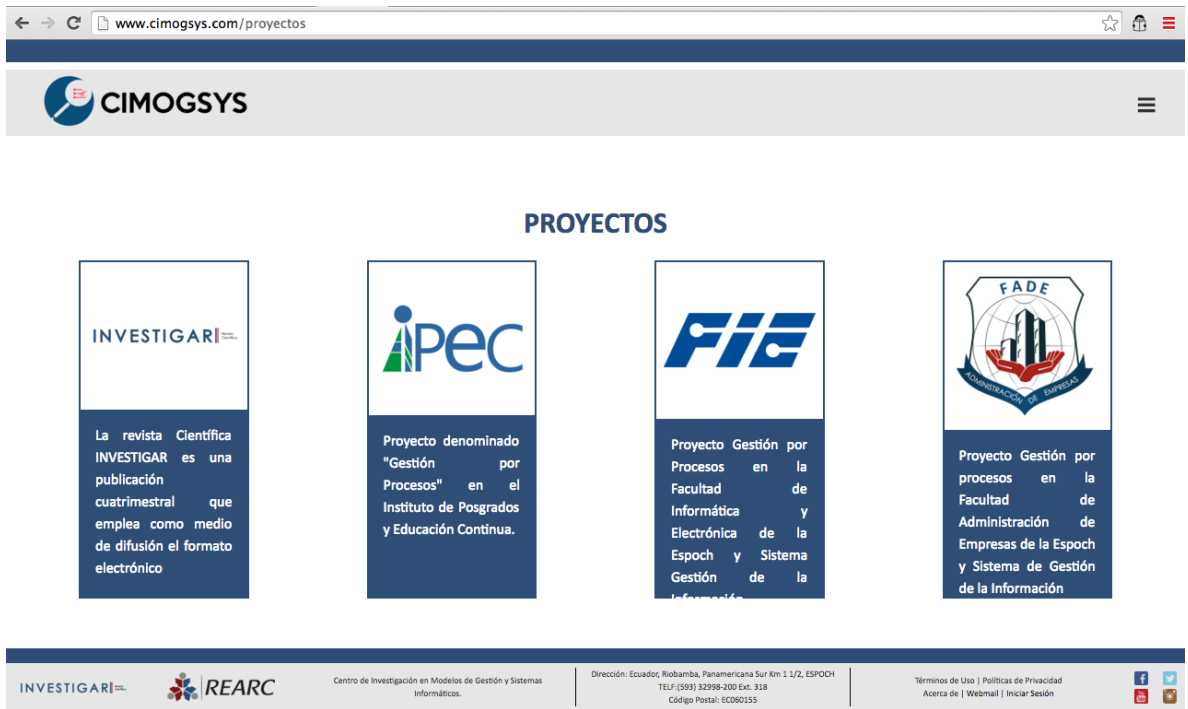 www.cimogsys.com/proyectos
CIMOGSYS
PROYECTOS
INVESTIGAR
La revista Científica
INVESTIGAR es una
publicación
cuatrimestral que
emplea como medio
de difusión el formato
electrónico
iPec
Proyecto denominado
"Gestión por
Procesos" en el
Instituto de Posgrados
y Educación Continua.
FIE
Proyecto Gestión por
Procesos en la
Facultad de
Informática y
Electrónica de la
Espoch y Sistema
Gestión de la
Información
FADE
ADMINISTRACIÓN DE EMPRESAS
Proyecto Gestión por
procesos en la
Facultad de
Administración de
Empresas de la Espoch
y Sistema de Gestión
de la Información
INVESTIGAR
REARC
Centro de Investigación en Modelos de Gestión y Sistemas
Informáticos.
Dirección: Ecuador, Riobamba, Panamericana Sur Km 1 1/2, ESPOCH
TELF:(593) 32998-200 Ext. 318
Código Postal: EC060155
Términos de Uso | Políticas de Privacidad
Acerca de | Webmail | Iniciar Sesión